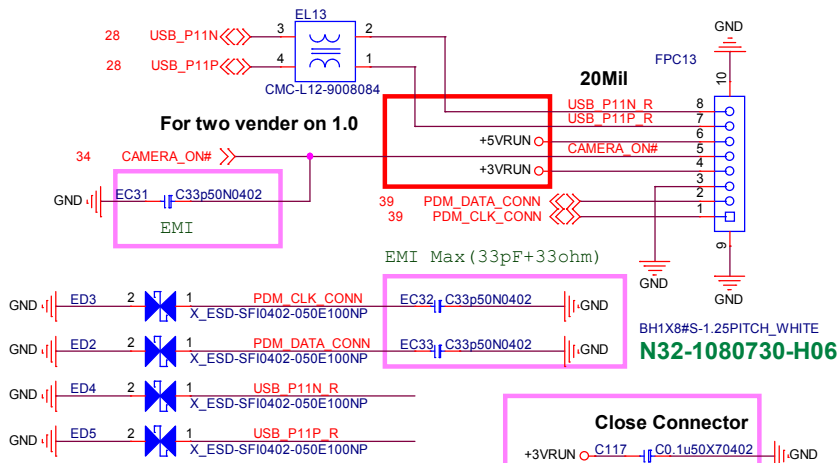 EL13
28 USB_P11N 3 2
28 USB_P11P 4 1
CMC-L12-9008084
GND
FPC13
10
20Mil
USB_P11N_R 8
USB_P11P_R 7
+5VRUN 6
For two vender on 1.0
34 CAMERA_ON# CAMERA_ON# 5
+3VRUN 4
3
39 PDM_DATA_CONN 2
39 PDM_CLK_CONN 1
GND EC31 C33p50N0402
EMI
9
GND
GND
EMI Max(33pF+33ohm)
GND ED3 2 1 PDM_CLK_CONN EC32 C33p50N0402 GND
X_ESD-SFI0402-050E100NP
GND ED2 2 1 PDM_DATA_CONN EC33 C33p50N0402 GND
X_ESD-SFI0402-050E100NP
BH1X8#S-1.25PITCH_WHITE
N32-1080730-H06
GND ED4 2 1 USB_P11N_R
X_ESD-SFI0402-050E100NP
GND ED5 2 1 USB_P11P_R
X_ESD-SFI0402-050E100NP
Close Connector
+3VRUN C117 C0.1u50X70402 GND